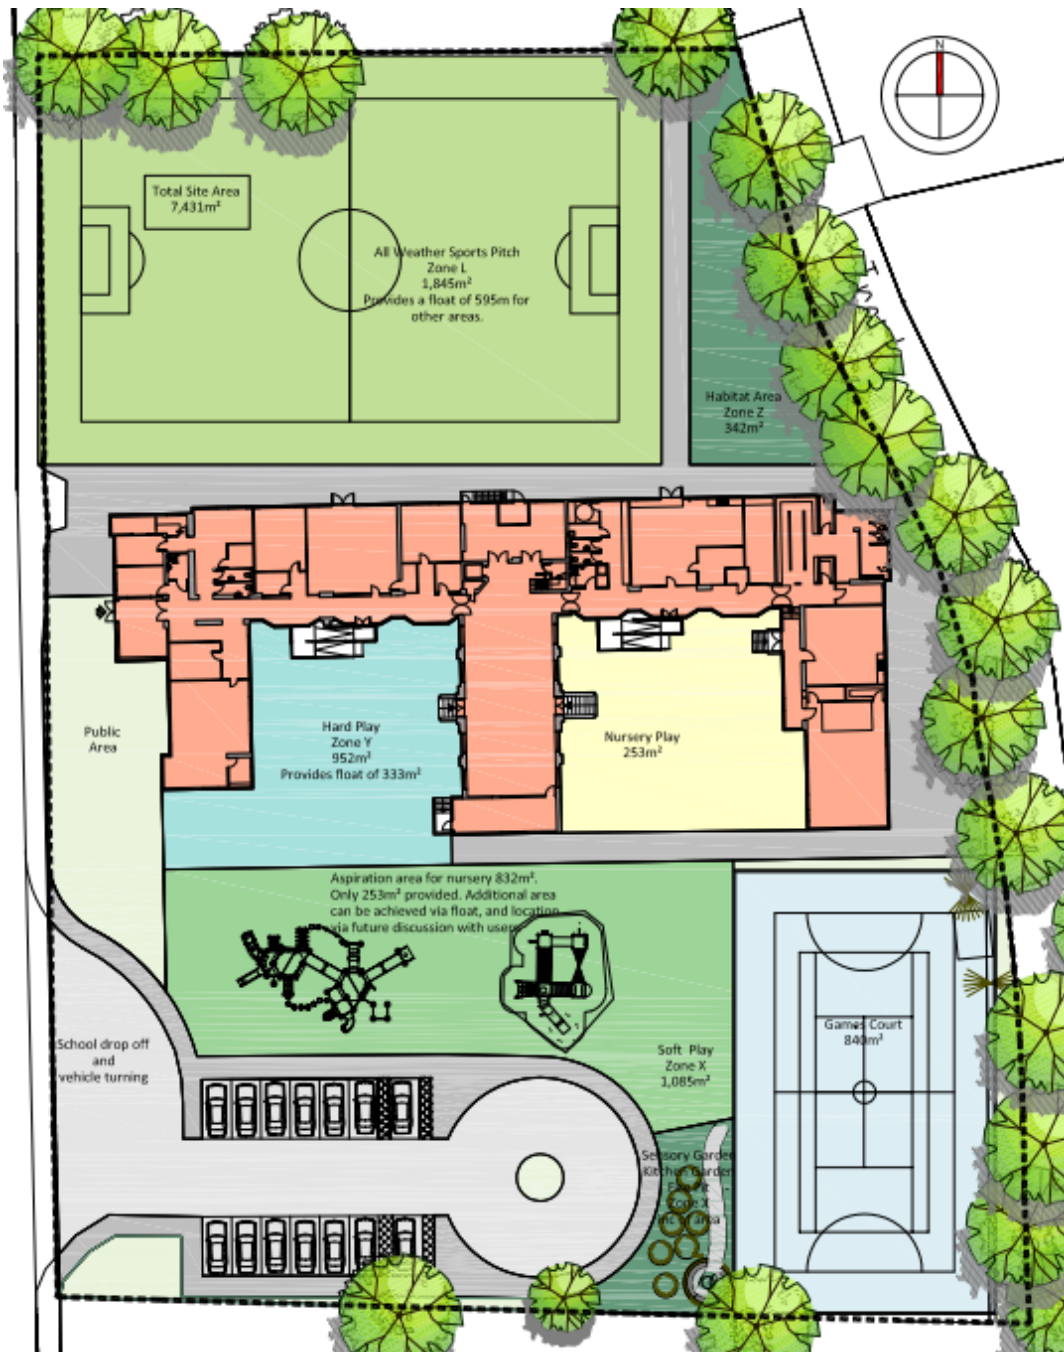 N
Total Site Area
7,431m²
All Weather Sports Pitch
Zone L
1,845m²
Provides a float of 595m for
other areas.
Habitat Area
Zone Z
342m²
Public
Area
Hard Play
Zone Y
952m²
Provides float of 333m²
Nursery Play
253m²
Aspiration area for nursery 832m².
Only 253m² provided. Additional area
can be achieved via float, and location
via future discussion with users
School drop off
and
vehicle turning
Soft Play
Zone X
1,085m²
Games Court
840m²
Sensory Garden
Kitchen Garden
Zone X
area